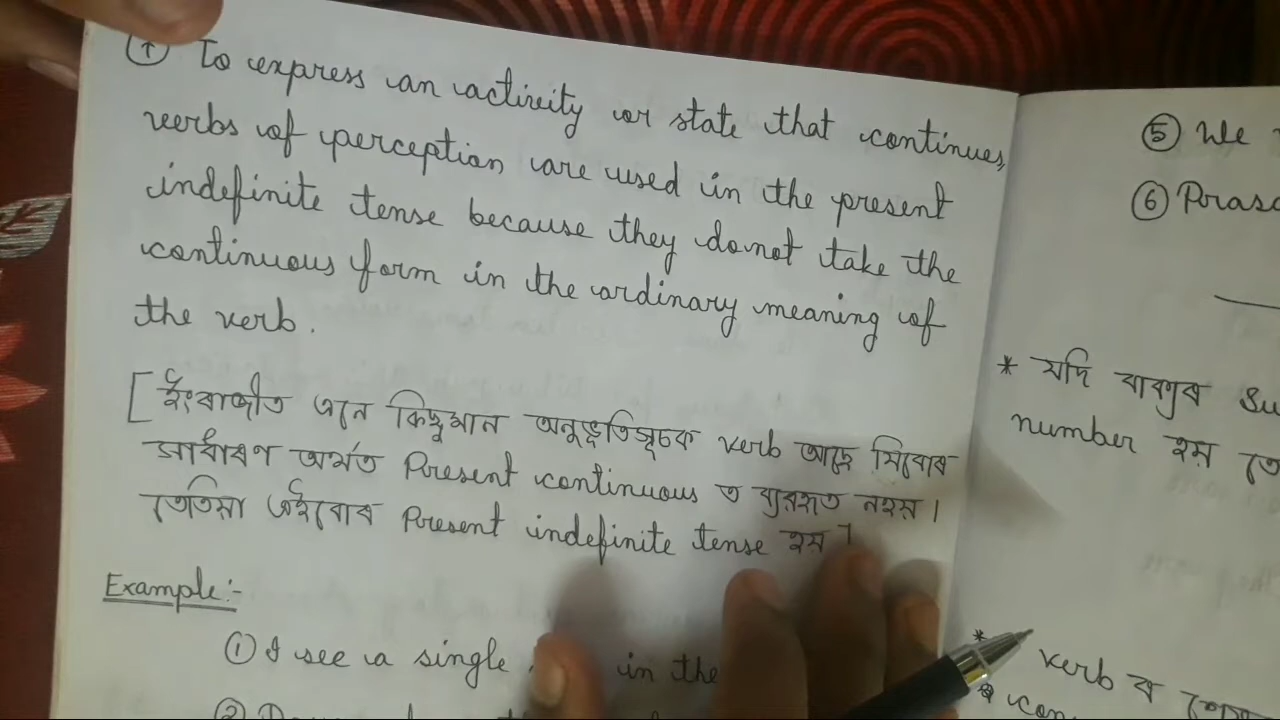 To express an activity or state that continues,
verbs of perception are used in the present
indefinite tense because they do not take the
continuous form in the ordinary meaning of
the verb.
[ইংৰাজীত এনে কিছুমান অনুভূতিসূচক verb আছে যিবোৰ
সাধাৰণ অৰ্থত Present continuous ত ব্যৱহৃত নহয়।
তেতিয়া এইবোৰ Present indefinite tense হয়]
Example:-
① I see a single in the
②
⑤ We
⑥
* যদি বাক্যৰ
number হয়
*
verb ৰ